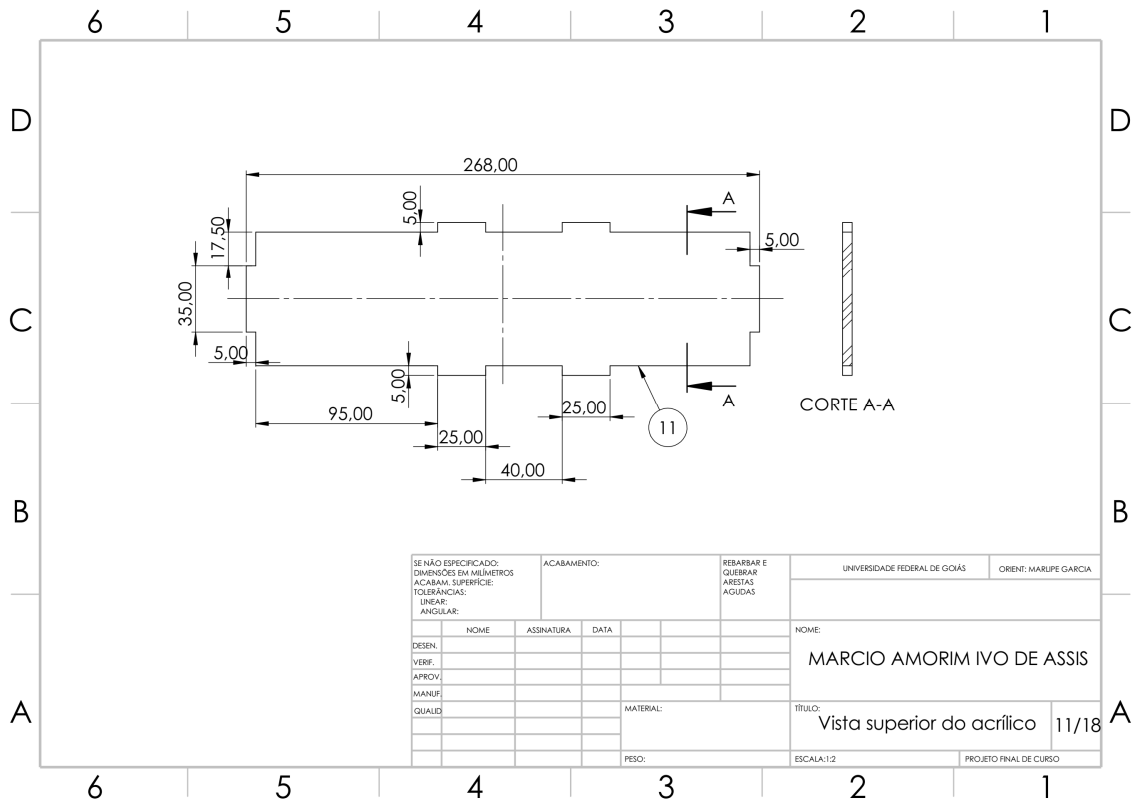 6 5 4 3 2 1
D D
268,00
5,00
A
17,50
5,00
35,00
C C
5,00
5,00
A
CORTE A-A
95,00
25,00
11
25,00
40,00
B B
SE NÃO ESPECIFICADO:
DIMENSÕES EM MILÍMETROS
ACABAM. SUPERFÍCIE:
TOLERÂNCIAS:
LINEAR:
ANGULAR:
ACABAMENTO:
REBARBAR E
QUEBRAR
ARESTAS
AGUDAS
UNIVERSIDADE FEDERAL DE GOIÁS
ORIENT: MARLIPE GARCIA
NOME ASSINATURA DATA
DESEN.
VERIF.
APROV.
MANUF.
QUALID
NOME:
MARCIO AMORIM IVO DE ASSIS
MATERIAL:
TÍTULO:
Vista superior do acrílico
11/18
A A
PESO:
ESCALA:1:2
PROJETO FINAL DE CURSO
6 5 4 3 2 1